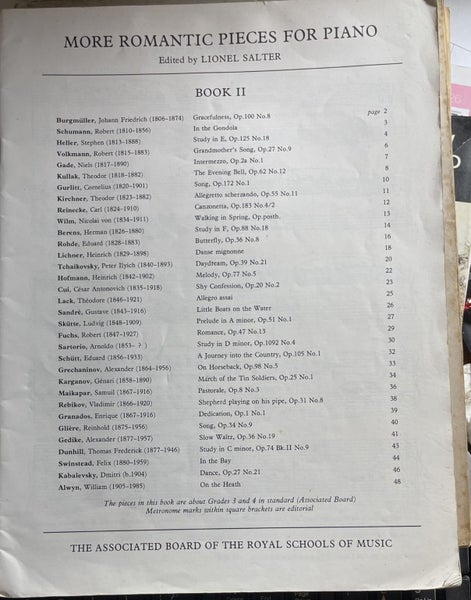 MORE ROMANTIC PIECES FOR PIANO
Edited by LIONEL SALTER
BOOK II
Burgmüller, Johann Friedrich (1806–1874) Gracefulness, Op.100 No.8 page 2
Schumann, Robert (1810–1856) In the Gondola 3
Heller, Stephen (1813–1888) Study in E, Op.125 No.18 4
Volkmann, Robert (1815–1883) Grandmother's Song, Op.27 No.9 6
Gade, Niels (1817–1890) Intermezzo, Op.2a No.1 7
Kullak, Theodor (1818–1882) The Evening Bell, Op.62 No.12 8
Gurlitt, Cornelius (1820–1901) Song, Op.172 No.1 10
Kirchner, Theodor (1823–1882) Allegretto scherzando, Op.55 No.11 11
Reinecke, Carl (1824–1910) Canzonetta, Op.183 No.4/2 12
Wilm, Nicolai von (1834–1911) Walking in Spring, Op.posth. 13
Berens, Herman (1826–1880) Study in F, Op.88 No.18 14
Rohde, Eduard (1828–1883) Butterfly, Op.36 No.8 16
Lichner, Heinrich (1829–1898) Danse mignonne 18
Tchaikovsky, Peter Ilyich (1840–1893) Daydream, Op.39 No.21 20
Hofmann, Heinrich (1842–1902) Melody, Op.77 No.5 22
Cui, César Antonovich (1835–1918) Shy Confession, Op.20 No.2 23
Lack, Théodore (1846–1921) Allegro assai 25
Sandré, Gustave (1843–1916) Little Boats on the Water 26
Skütte, Ludvig (1848–1909) Prelude in A minor, Op.51 No.1 27
Fuchs, Robert (1847–1927) Romance, Op.47 No.13 29
Sartorio, Arnoldo (1853– ? ) Study in D minor, Op.1092 No.4 30
Schütt, Eduard (1856–1933) A Journey into the Country, Op.105 No.1 32
Grechaninov, Alexander (1864–1956) On Horseback, Op.98 No.5 33
Karganov, Génari (1858–1890) March of the Tin Soldiers, Op.25 No.1 34
Maikapar, Samuil (1867–1916) Pastorale, Op.8 No.3 36
Rebikov, Vladimir (1866–1920) Shepherd playing on his pipe, Op.31 No.8 38
Granados, Enrique (1867–1916) Dedication, Op.1 No.1 39
Glière, Reinhold (1875–1956) Song, Op.34 No.9 40
Gedike, Alexander (1877–1957) Slow Waltz, Op.36 No.19 41
Dunhill, Thomas Frederick (1877–1946) Study in C minor, Op.74 Bk.II No.9 43
Swinstead, Felix (1880–1959) In the Bay 44
Kabalevsky, Dmitri (b.1904) Dance, Op.27 No.21 46
Alwyn, William (1905–1985) On the Heath 48
The pieces in this book are about Grades 3 and 4 in standard (Associated Board)
Metronome marks within square brackets are editorial
THE ASSOCIATED BOARD OF THE ROYAL SCHOOLS OF MUSIC